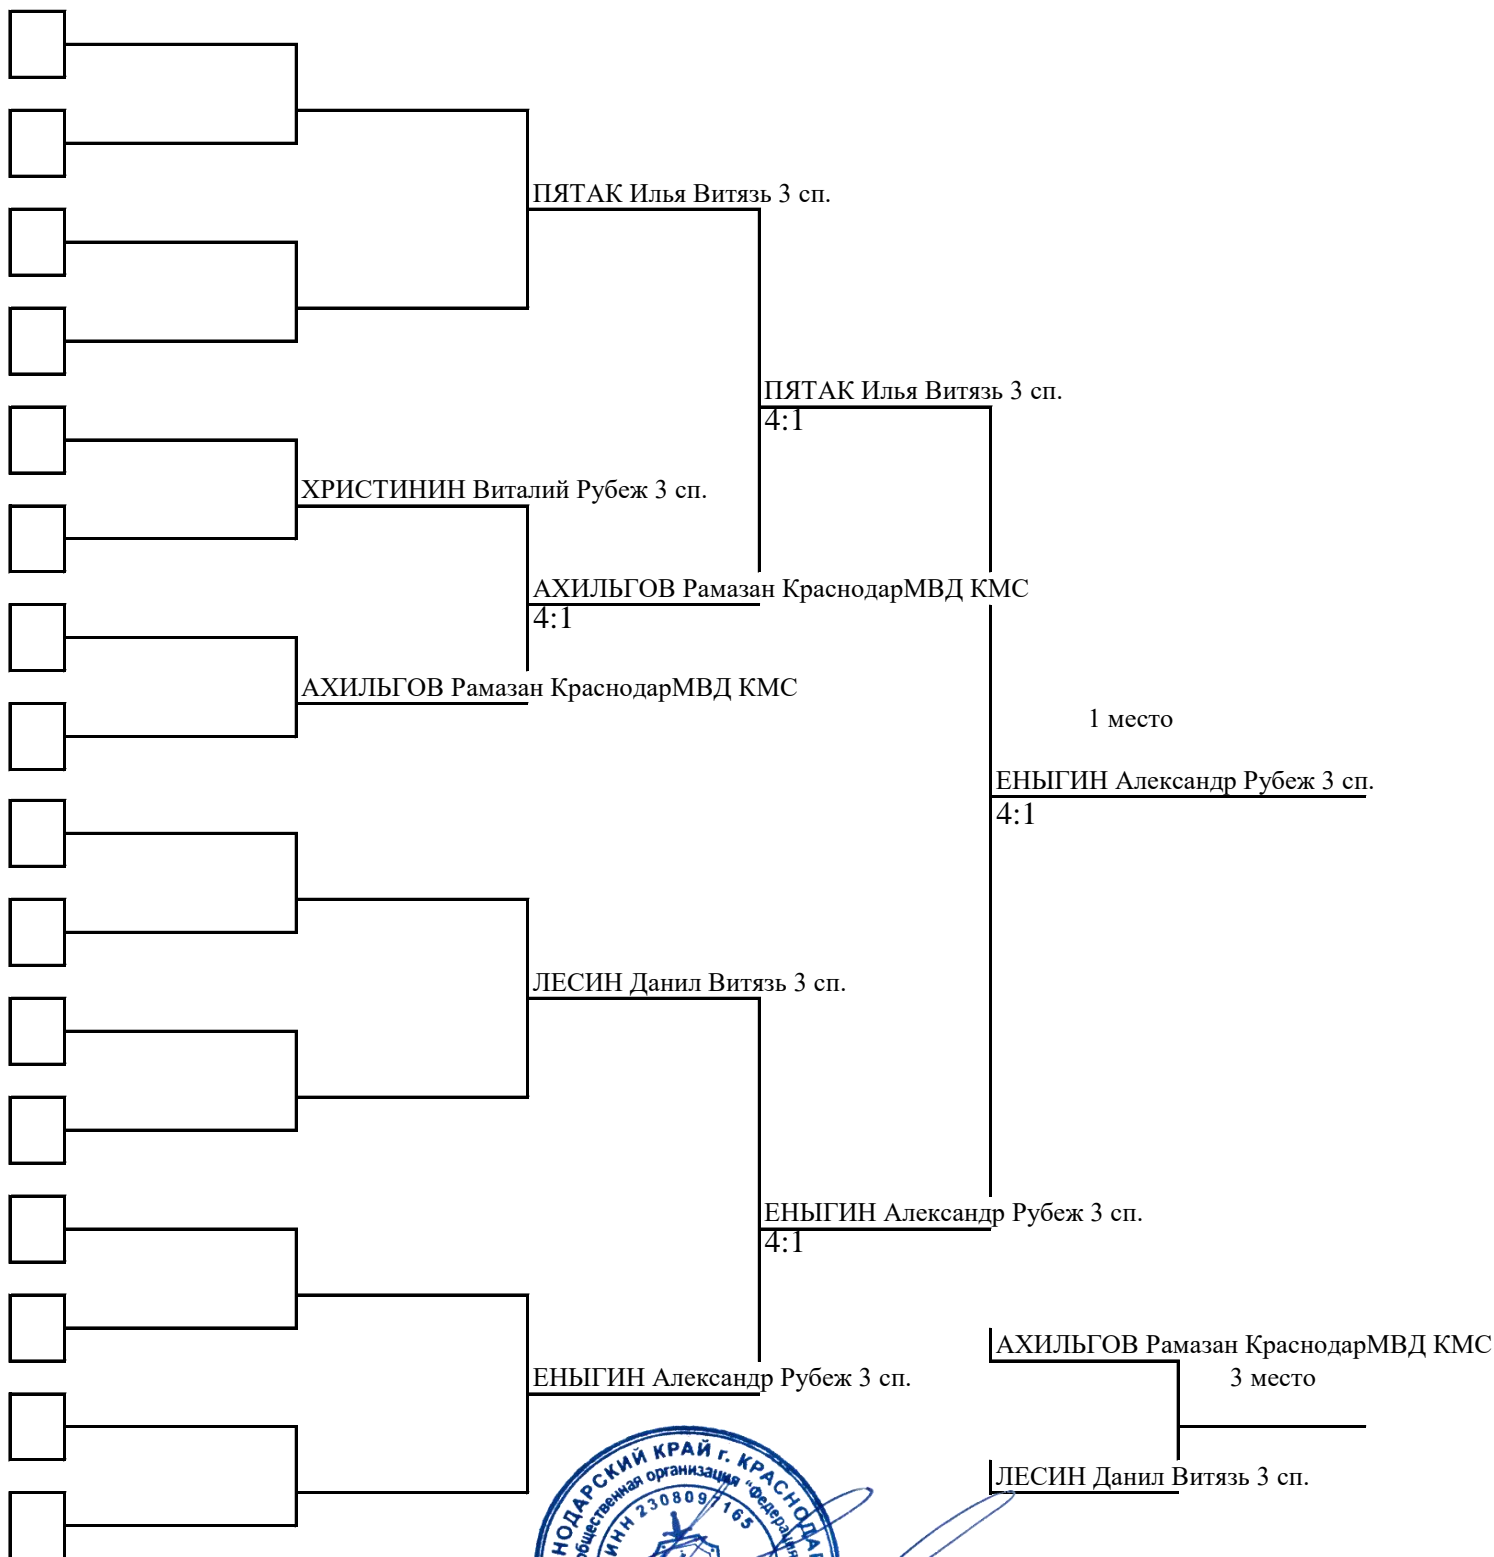 ПЯТАК Илья Витязь 3 сп.
ПЯТАК Илья Витязь 3 сп.
4:1
ХРИСТИНИН Виталий Рубеж 3 сп.
АХИЛЬГОВ Рамазан КраснодарМВД КМС
4:1
АХИЛЬГОВ Рамазан КраснодарМВД КМС
1 место
ЕНЫГИН Александр Рубеж 3 сп.
4:1
ЛЕСИН Данил Витязь 3 сп.
ЕНЫГИН Александр Рубеж 3 сп.
4:1
АХИЛЬГОВ Рамазан КраснодарМВД КМС
ЕНЫГИН Александр Рубеж 3 сп.
3 место
ЛЕСИН Данил Витязь 3 сп.
КРАЙ г.
общественная организация "Федерация
ИНН 2308097165